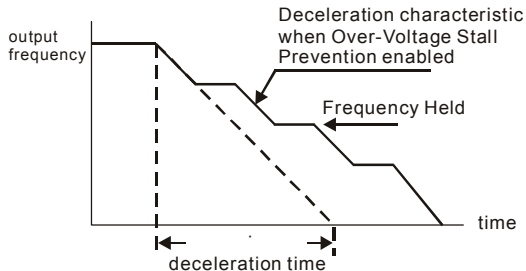 Deceleration characteristic
when Over-Voltage Stall
Prevention enabled
output
frequency
Frequency Held
time
deceleration time